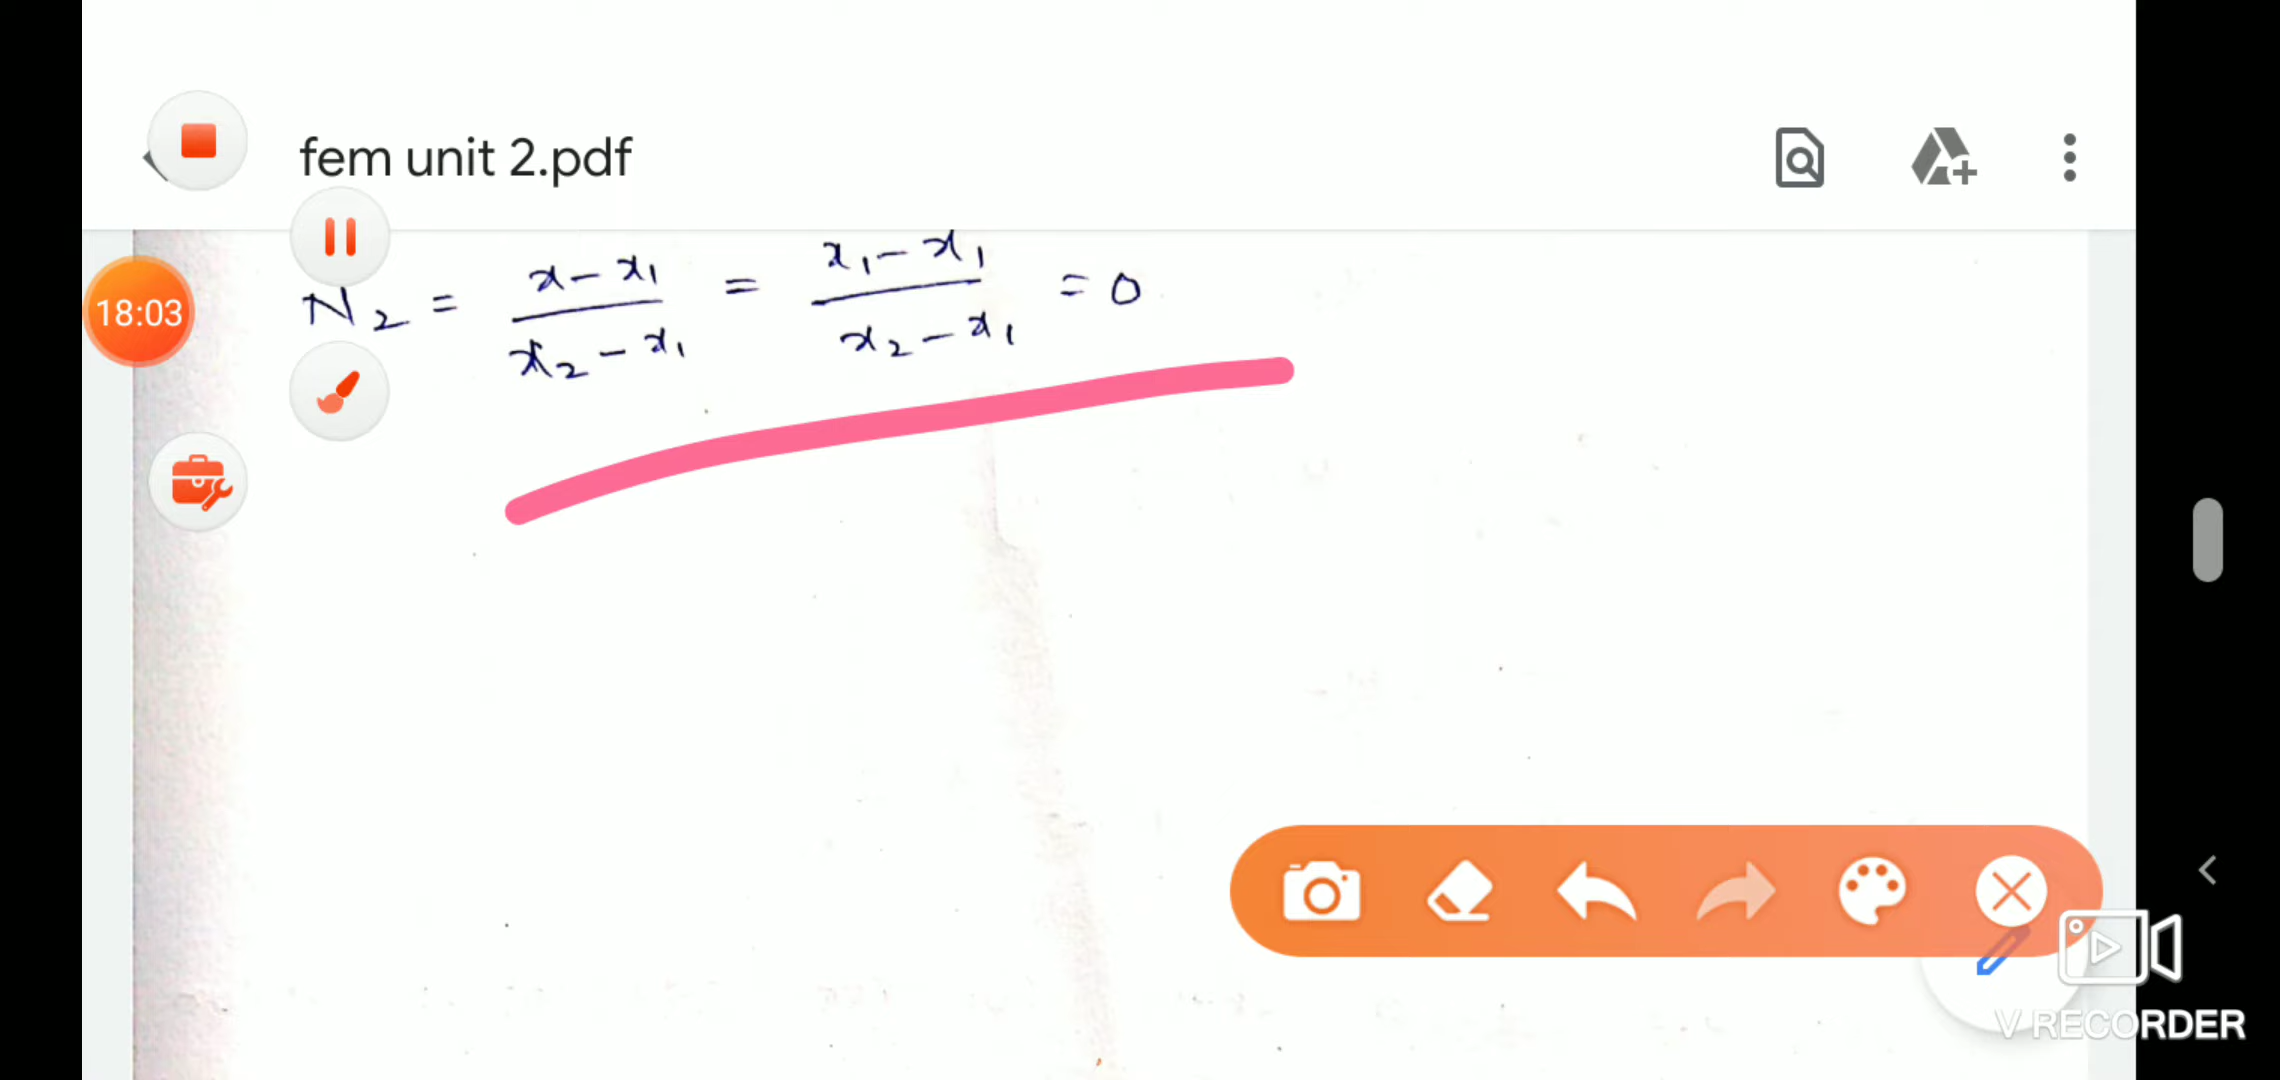 fem unit 2.pdf
18:03
N₂ = (x - x₁)/(x₂ - x₁) = (x₁ - x₁)/(x₂ - x₁) = 0
V RECORDER